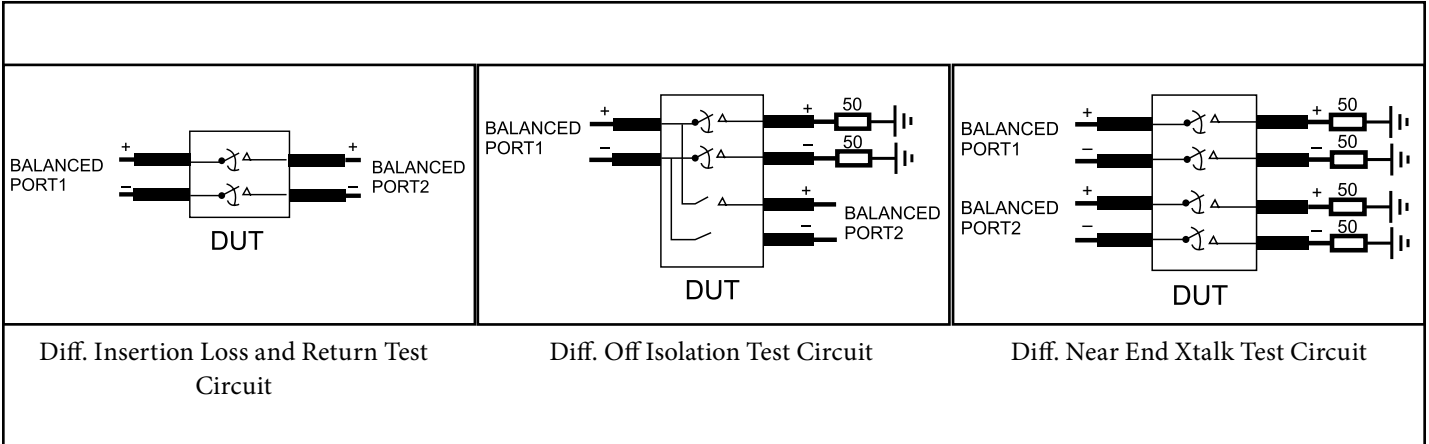 BALANCED
PORT1
+
−
+
−
BALANCED
PORT2
DUT
Diff. Insertion Loss and Return Test
Circuit
BALANCED
PORT1
+
−
+ 50
− 50
+
−
BALANCED
PORT2
DUT
Diff. Off Isolation Test Circuit
BALANCED
PORT1
+
−
BALANCED
PORT2
+
−
+ 50
− 50
+ 50
− 50
DUT
Diff. Near End Xtalk Test Circuit